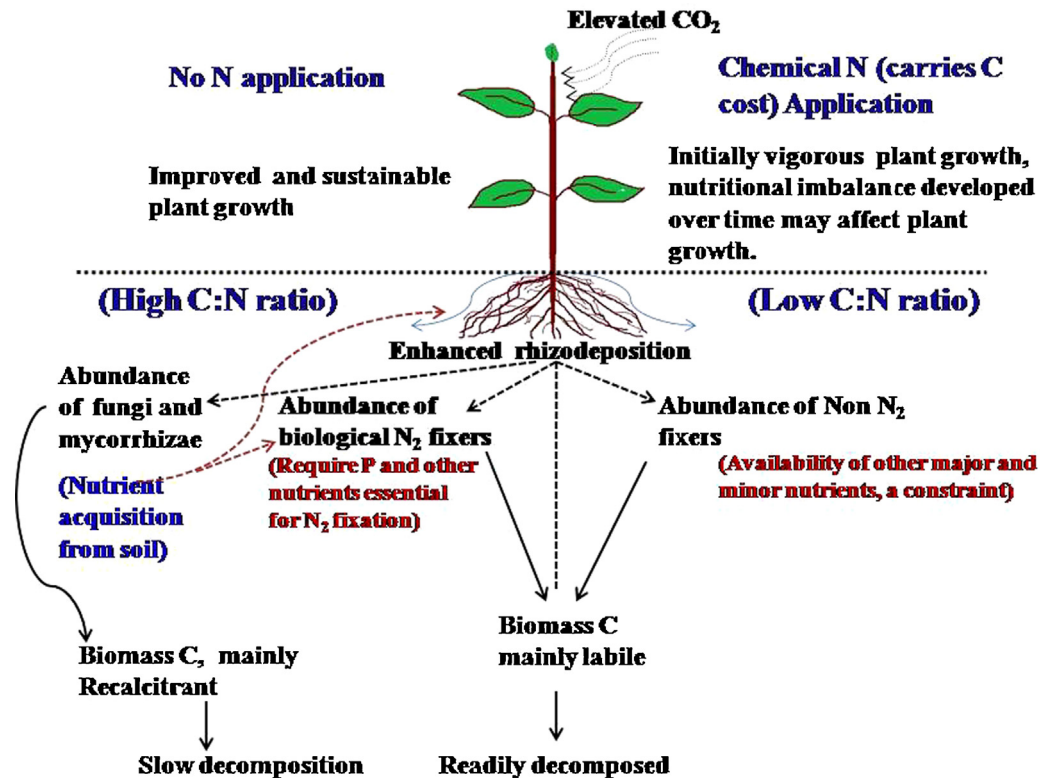 Elevated CO₂
No N application
Chemical N (carries C
cost) Application
Improved and sustainable
plant growth
Initially vigorous plant growth,
nutritional imbalance developed
over time may affect plant
growth.
(High C:N ratio)
(Low C:N ratio)
Enhanced rhizodeposition
Abundance
of fungi and
mycorrhizae
(Nutrient
acquisition
from soil)
Abundance of
biological N₂ fixers
(Require P and other
nutrients essential
for N₂ fixation)
Abundance of Non N₂
fixers
(Availability of other major and
minor nutrients, a constraint)
Biomass C, mainly
Recalcitrant
Biomass C
mainly labile
Slow decomposition
Readily decomposed